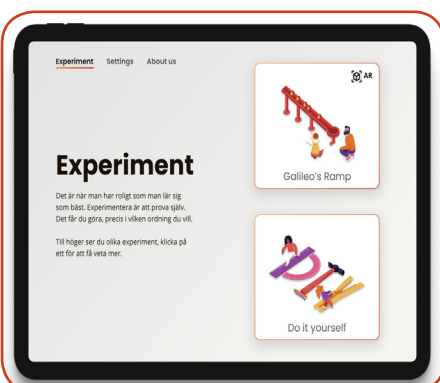 Experiment Settings About us
AR
Galileo's Ramp
Experiment
Det är när man har roligt som man lär sig
som bäst. Experimentera är att prova själv.
Det får du göra, precis i vilken ordning du vill.
Till höger ser du olika experiment, klicka på
ett för att få veta mer.
Do it yourself